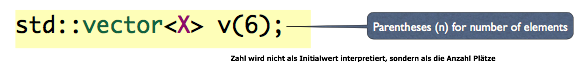 std::vector<X> v(6);
Parentheses (n) for number of elements
Zahl wird nicht als Initialwert interpretiert, sondern als die Anzahl Plätze